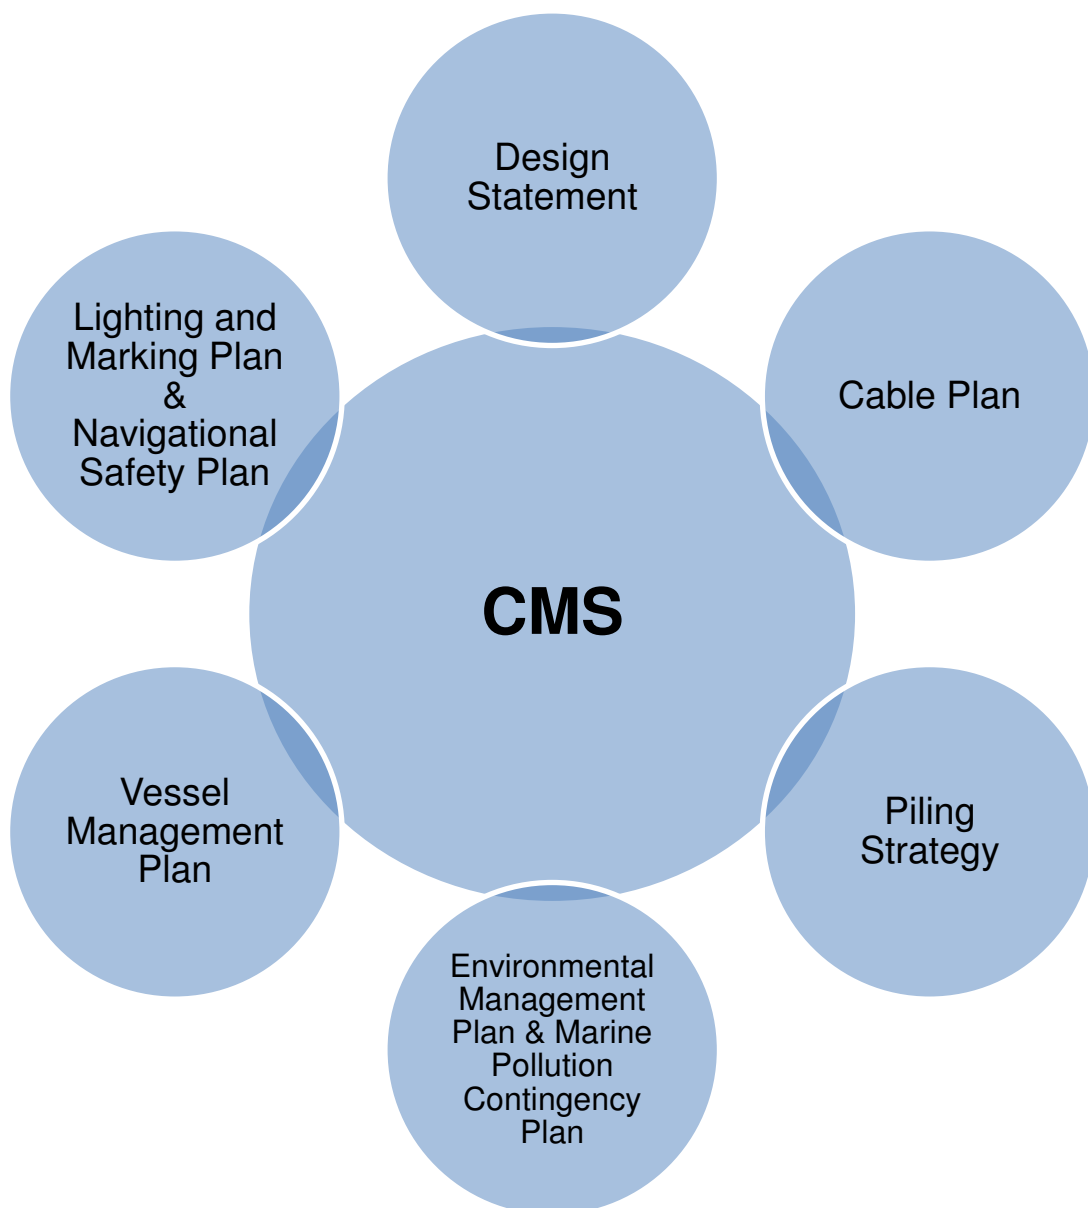 Design
Statement
Lighting and
Marking Plan
&
Navigational
Safety Plan
Cable Plan
CMS
Vessel
Management
Plan
Piling
Strategy
Environmental
Management
Plan & Marine
Pollution
Contingency
Plan